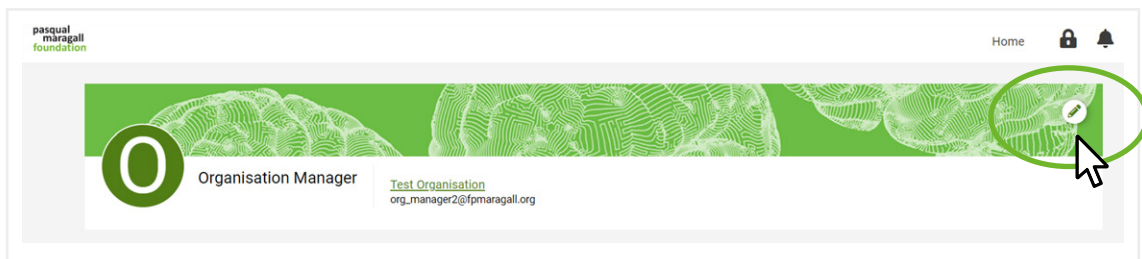 pasqual
maragall
foundation
Home
O
Organisation Manager
Test Organisation
org_manager2@fpmaragall.org